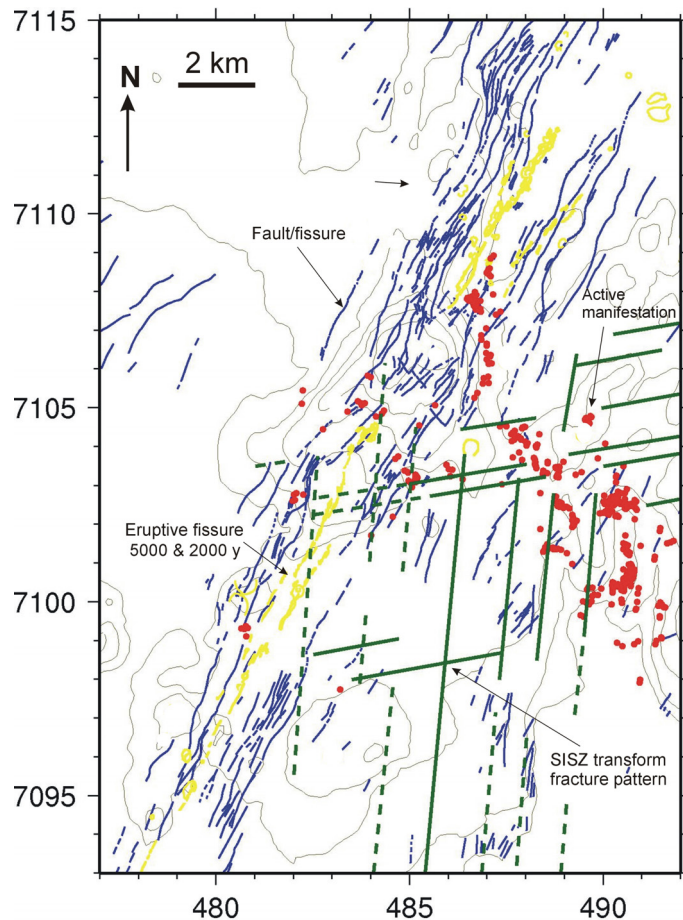 7115
2 km
N
7110
Fault/fissure
Active
manifestation
7105
Eruptive fissure
5000 & 2000 y
7100
SISZ transform
fracture pattern
7095
480
485
490